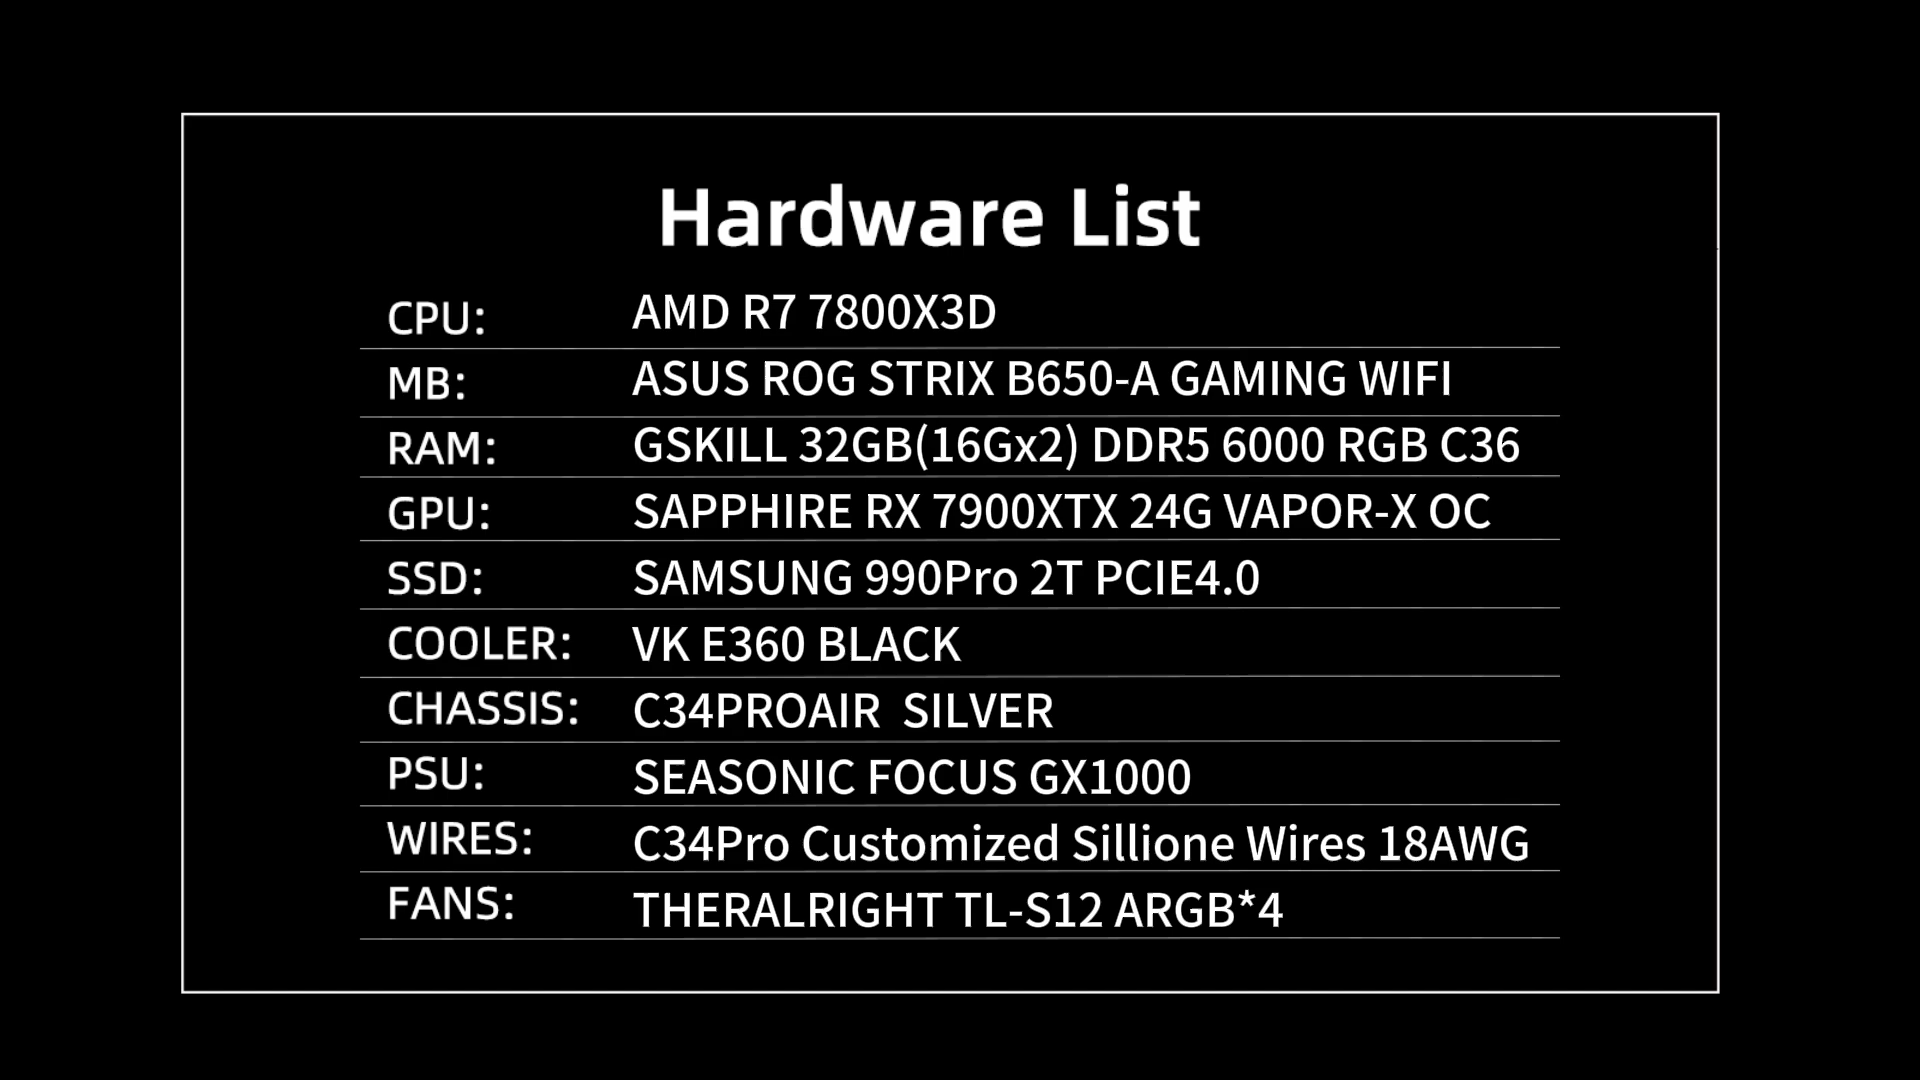 Hardware List
CPU: AMD R7 7800X3D
MB: ASUS ROG STRIX B650-A GAMING WIFI
RAM: GSKILL 32GB(16Gx2) DDR5 6000 RGB C36
GPU: SAPPHIRE RX 7900XTX 24G VAPOR-X OC
SSD: SAMSUNG 990Pro 2T PCIE4.0
COOLER: VK E360 BLACK
CHASSIS: C34PROAIR  SILVER
PSU: SEASONIC FOCUS GX1000
WIRES: C34Pro Customized Sillione Wires 18AWG
FANS: THERALRIGHT TL-S12 ARGB*4